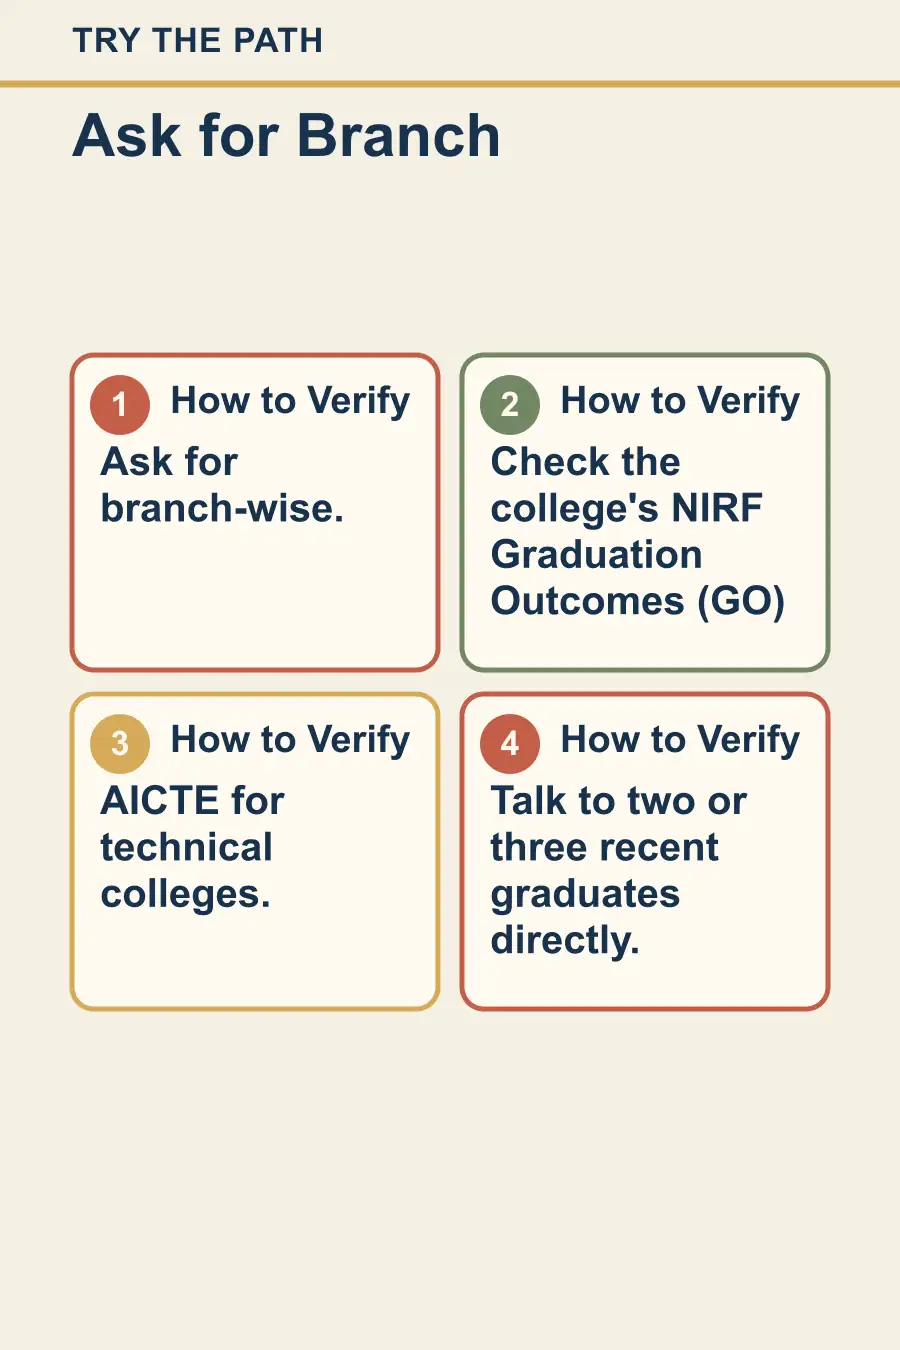 TRY THE PATH
Ask for Branch
1 How to Verify
Ask for
branch-wise.
2 How to Verify
Check the
college's NIRF
Graduation
Outcomes (GO)
3 How to Verify
AICTE for
technical
colleges.
4 How to Verify
Talk to two or
three recent
graduates
directly.